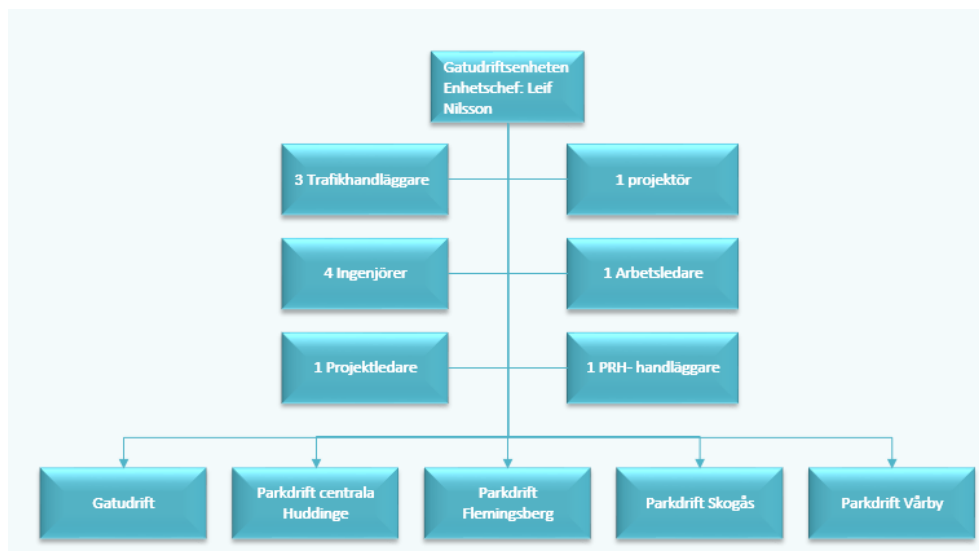 Gatudriftsenheten
Enhetschef: Leif
Nilsson
3 Trafikhandläggare
1 projektör
4 Ingenjörer
1 Arbetsledare
1 Projektledare
1 PRH- handläggare
Gatudrift
Parkdrift centrala
Huddinge
Parkdrift
Flemingsberg
Parkdrift Skogås
Parkdrift Vårby